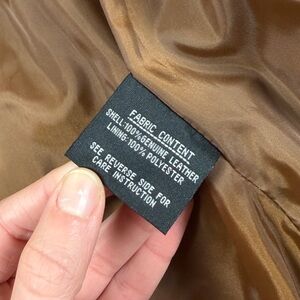 FABRIC CONTENT
SHELL:100%GENUINE LEATHER
LINING:100% POLYESTER
SEE REVERSE SIDE FOR
CARE INSTRUCTION